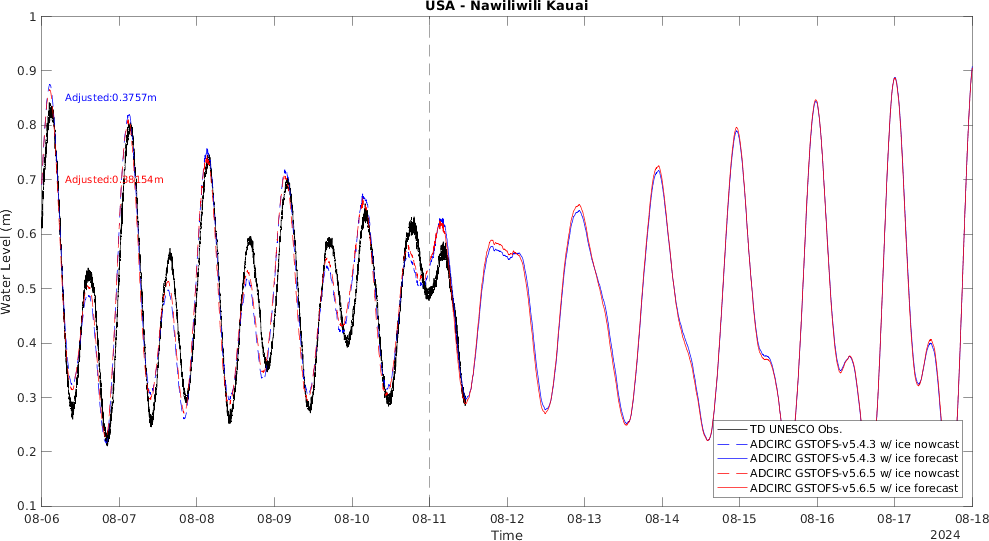 USA - Nawiliwili Kauai
1
0.9
0.8
0.7
0.6
0.5
0.4
0.3
0.2
0.1
Water Level (m)
Adjusted:0.3757m
Adjusted:0.38154m
TD UNESCO Obs.
ADCIRC GSTOFS-v5.4.3 w/ ice nowcast
ADCIRC GSTOFS-v5.4.3 w/ ice forecast
ADCIRC GSTOFS-v5.6.5 w/ ice nowcast
ADCIRC GSTOFS-v5.6.5 w/ ice forecast
08-06 08-07 08-08 08-09 08-10 08-11 08-12 08-13 08-14 08-15 08-16 08-17 08-18
Time
2024